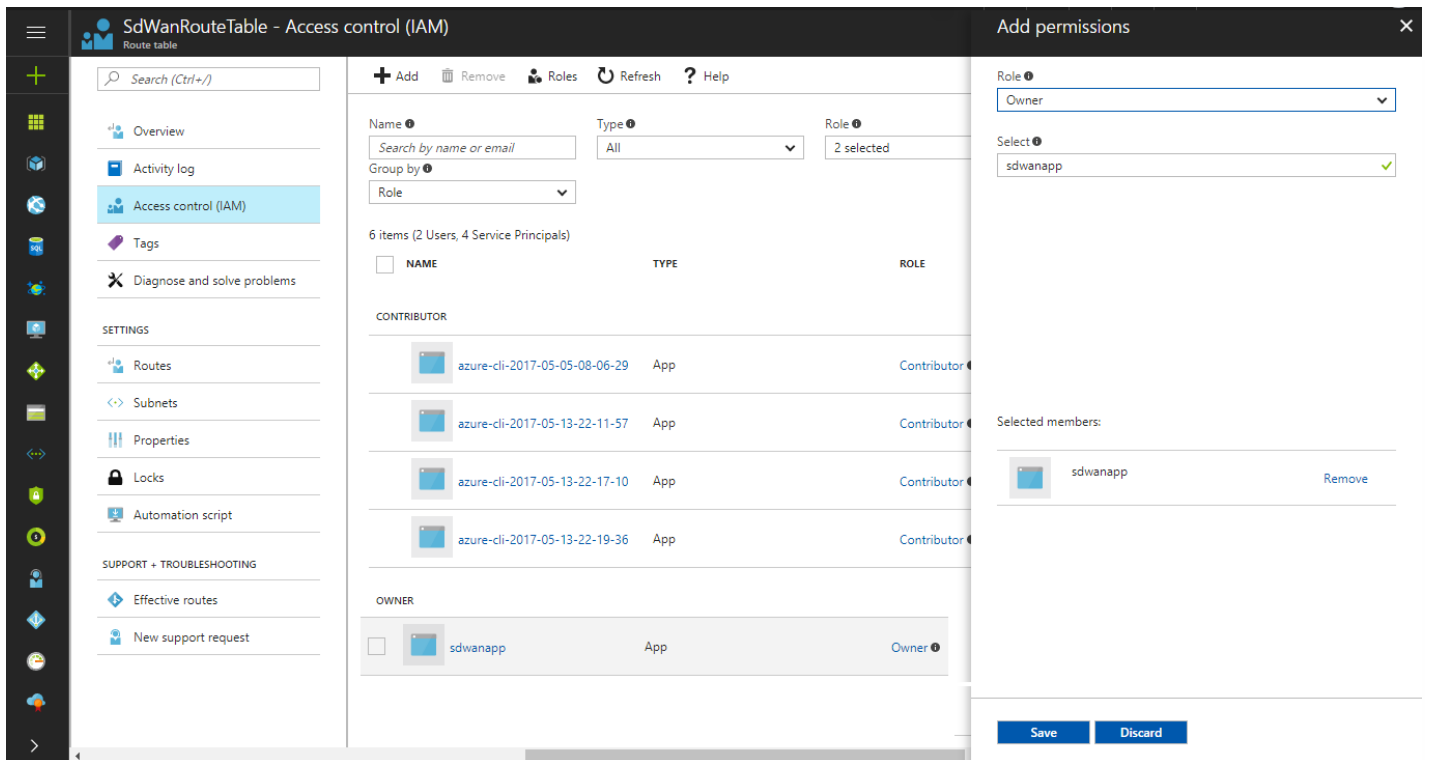 SdWanRouteTable - Access control (IAM)
Route table
Search (Ctrl+/)
Overview
Activity log
Access control (IAM)
Tags
Diagnose and solve problems
SETTINGS
Routes
Subnets
Properties
Locks
Automation script
SUPPORT + TROUBLESHOOTING
Effective routes
New support request
Add Remove Roles Refresh ? Help
Name Type Role
Search by name or email All 2 selected
Group by
Role
6 items (2 Users, 4 Service Principals)
NAME TYPE ROLE
CONTRIBUTOR
azure-cli-2017-05-05-08-06-29 App Contributor
azure-cli-2017-05-13-22-11-57 App Contributor
azure-cli-2017-05-13-22-17-10 App Contributor
azure-cli-2017-05-13-22-19-36 App Contributor
OWNER
sdwanapp App Owner
Add permissions
Role
Owner
Select
sdwanapp
Selected members:
sdwanapp Remove
Save Discard